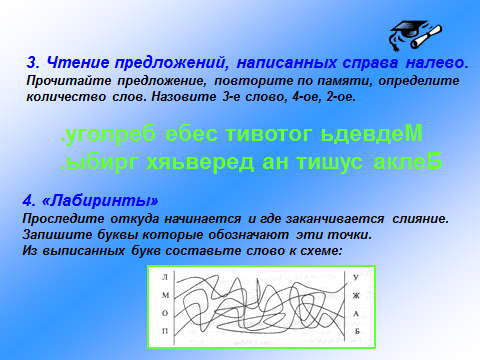 3. Чтение предложений, написанных справа налево.
Прочитайте предложение, повторите по памяти, определите
количество слов. Назовите 3-е слово, 4-ое, 2-ое.
.уголреб ебес тивотог ьдевдеМ
.ыбирг хяьверед ан тишус аклеБ
4. «Лабиринты»
Проследите откуда начинается и где заканчивается слияние.
Запишите буквы которые обозначают эти точки.
Из выписанных букв составьте слово к схеме:
Л У
М Ж
О А
П Б